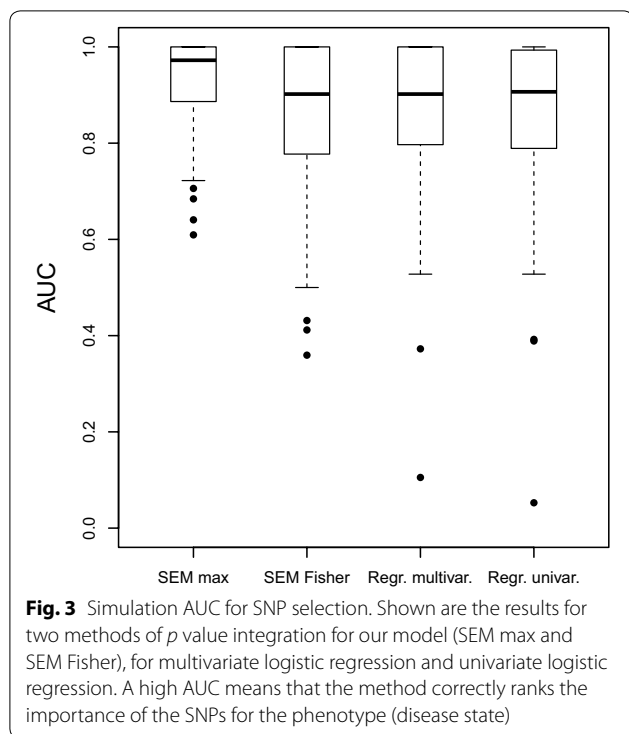 1.0
0.8
0.6
0.4
0.2
0.0
AUC
SEM max SEM Fisher Regr. multivar. Regr. univar.
Fig. 3 Simulation AUC for SNP selection. Shown are the results for
two methods of p value integration for our model (SEM max and
SEM Fisher), for multivariate logistic regression and univariate logistic
regression. A high AUC means that the method correctly ranks the
importance of the SNPs for the phenotype (disease state)